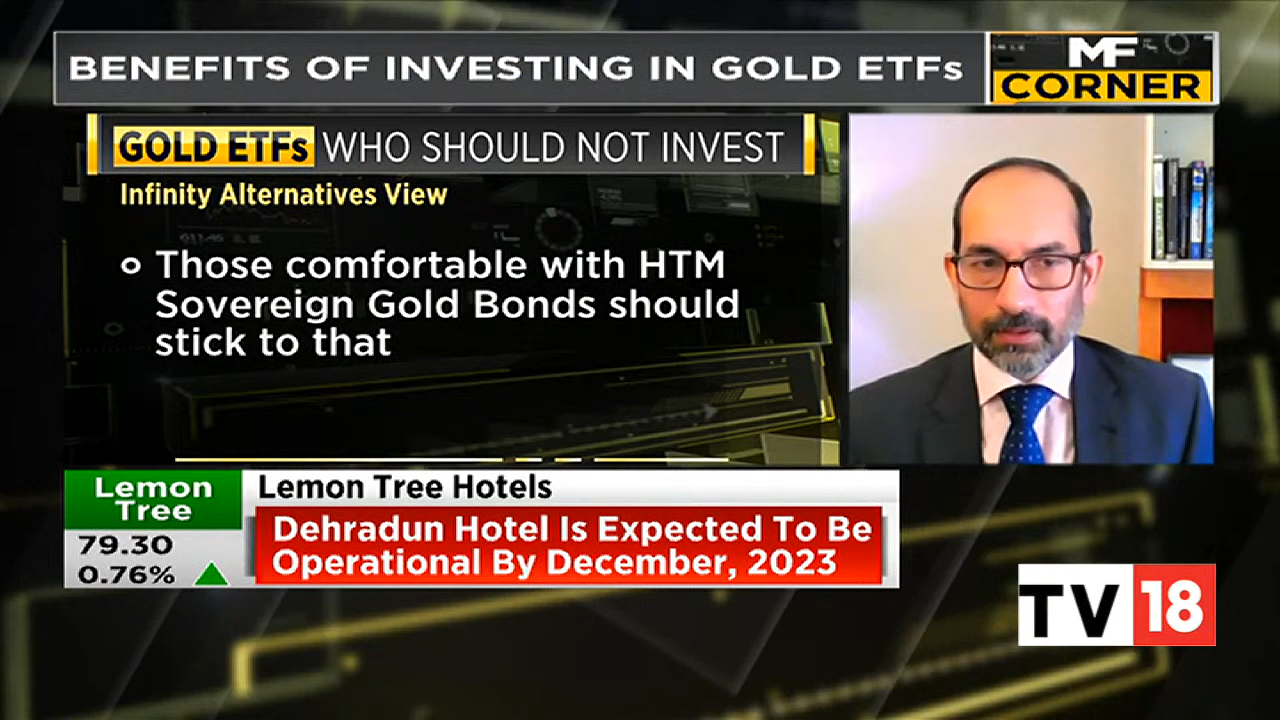 BENEFITS OF INVESTING IN GOLD ETFs
MF
CORNER
GOLD ETFs WHO SHOULD NOT INVEST
Infinity Alternatives View
Those comfortable with HTM
Sovereign Gold Bonds should
stick to that
Lemon
Tree
79.30
0.76%
Lemon Tree Hotels
Dehradun Hotel Is Expected To Be
Operational By December, 2023
TV 18